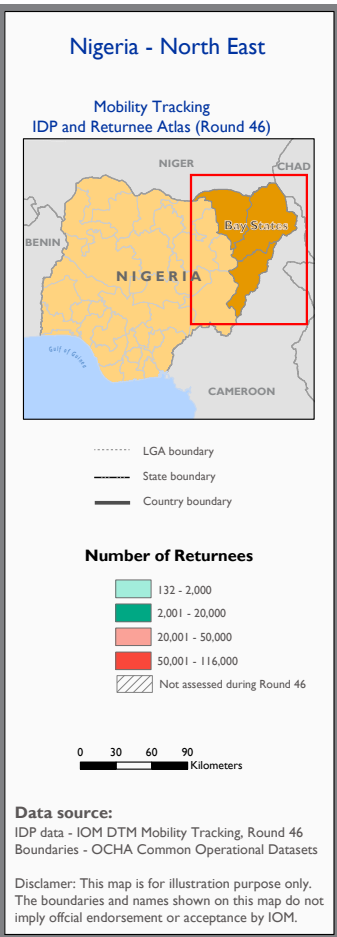 Nigeria - North East
Mobility Tracking
IDP and Returnee Atlas (Round 46)
NIGER
CHAD
Bay States
BENIN
NIGERIA
Gulf of Guinea
CAMEROON
LGA boundary
State boundary
Country boundary
Number of Returnees
132 - 2,000
2,001 - 20,000
20,001 - 50,000
50,001 - 116,000
Not assessed during Round 46
0 30 60 90
Kilometers
Data source:
IDP data - IOM DTM Mobility Tracking, Round 46
Boundaries - OCHA Common Operational Datasets
Disclamer: This map is for illustration purpose only.
The boundaries and names shown on this map do not
imply offcial endorsement or acceptance by IOM.